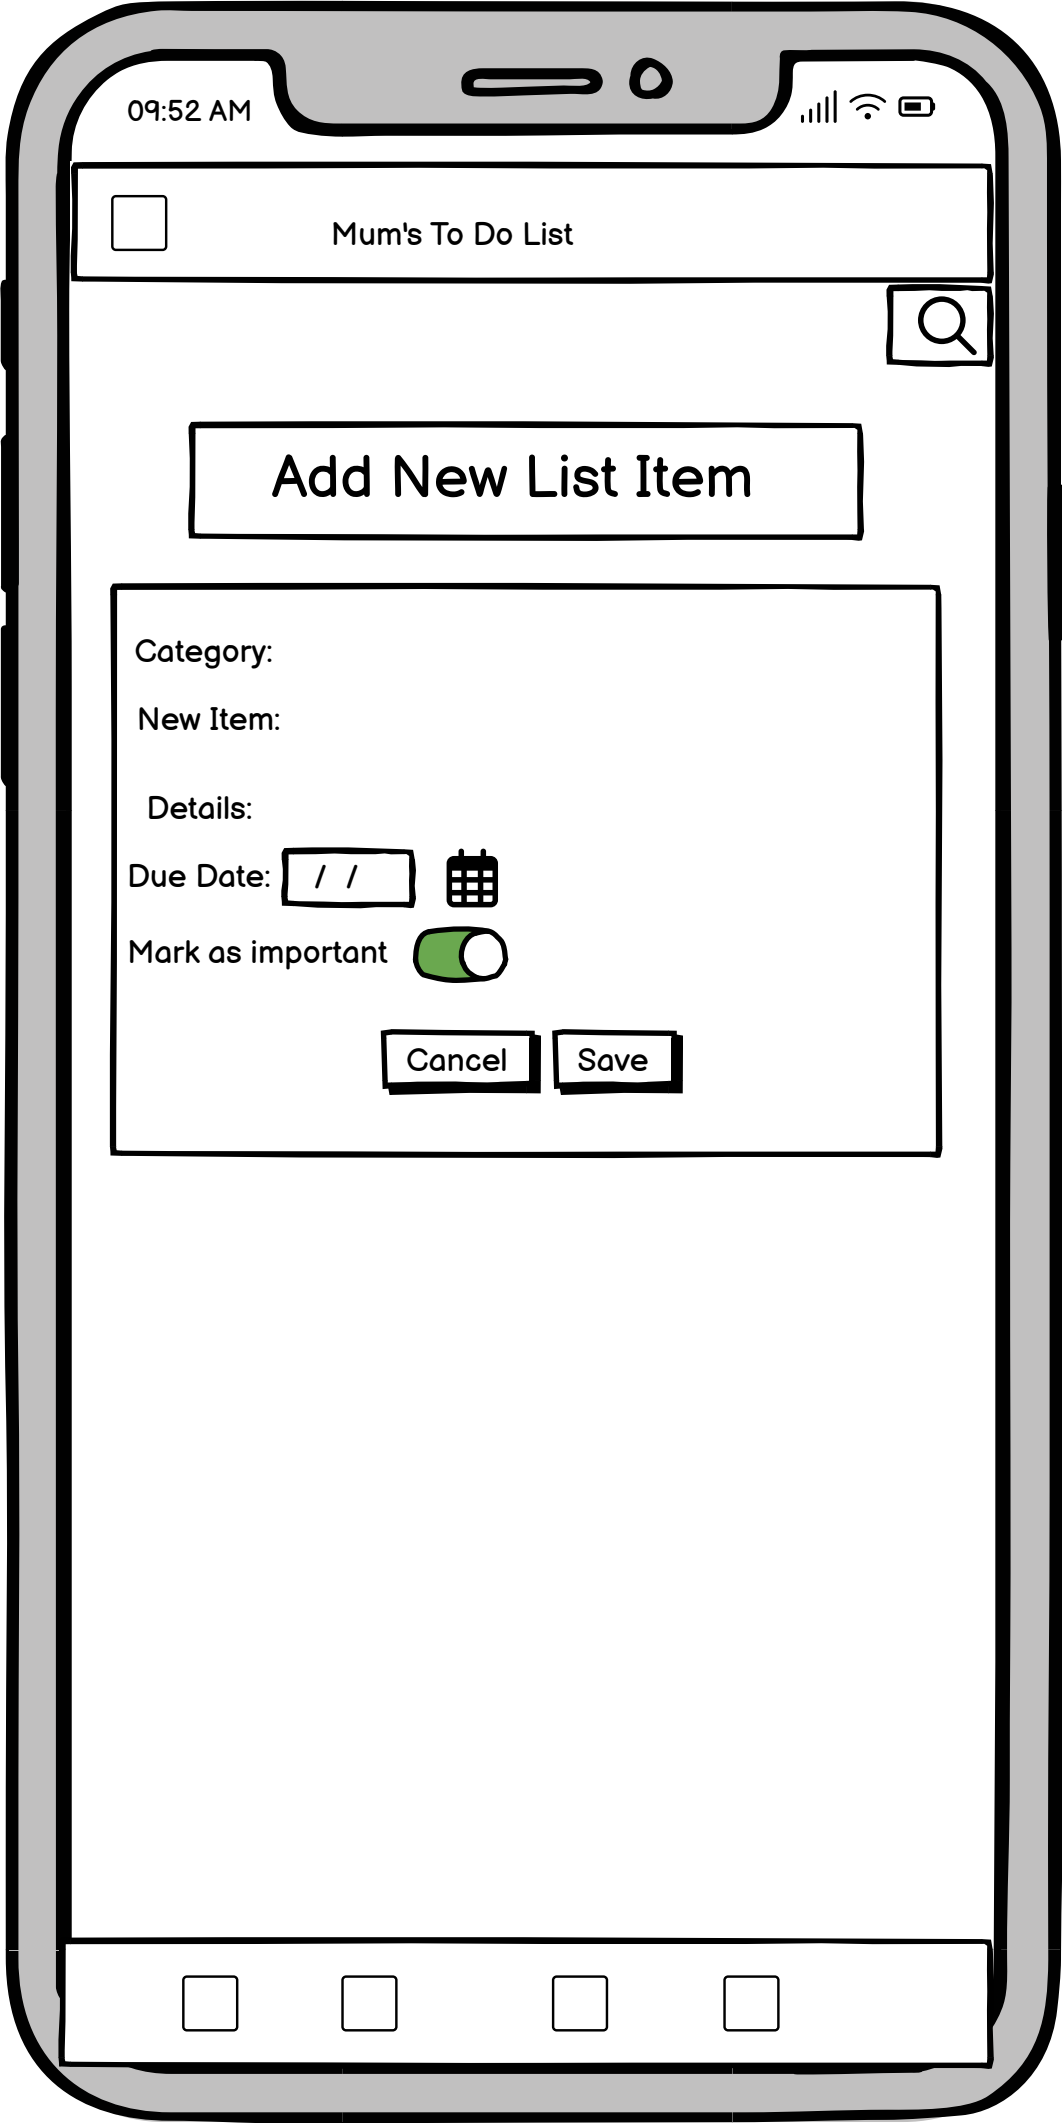 09:52 AM
Mum's To Do List
Add New List Item
Category:
New Item:
Details:
Due Date: / /
Mark as important
Cancel Save